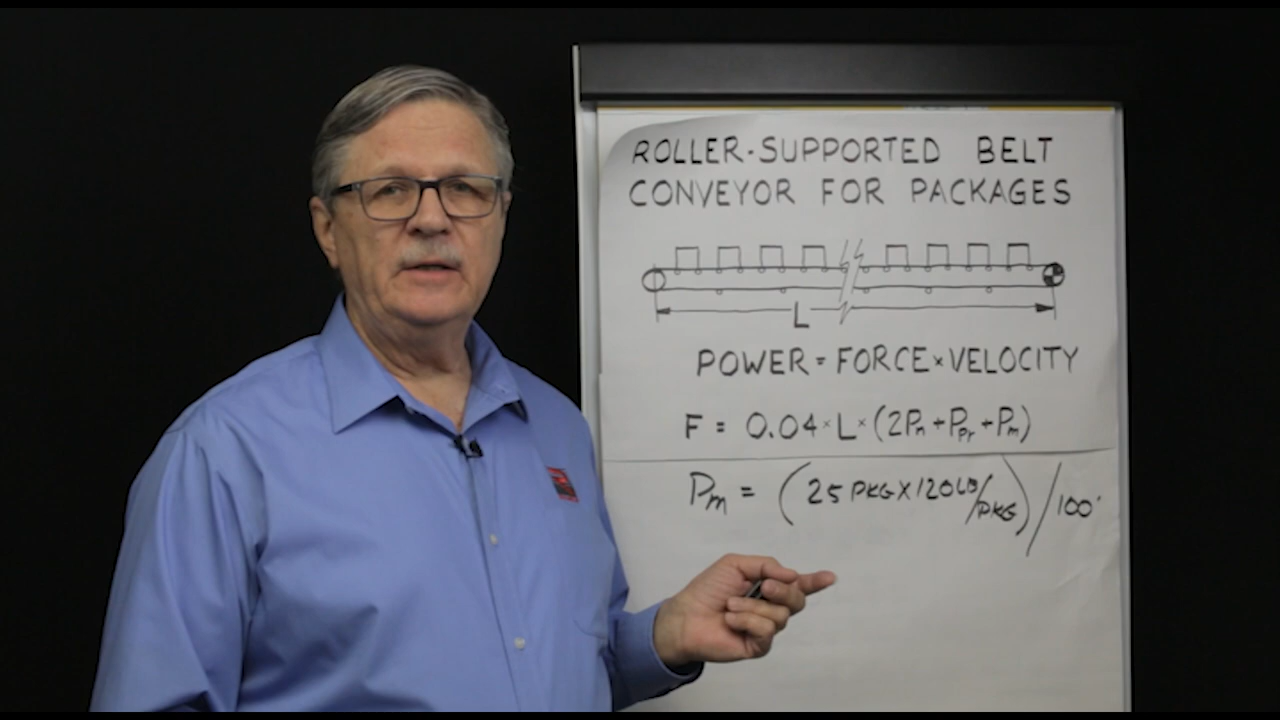 ROLLER-SUPPORTED BELT
CONVEYOR FOR PACKAGES
L
POWER = FORCE × VELOCITY
F = 0.04 × L × (2Pn + Ppr + Pm)
Pm = (25 PKG X 120 LB/PKG) / 100'